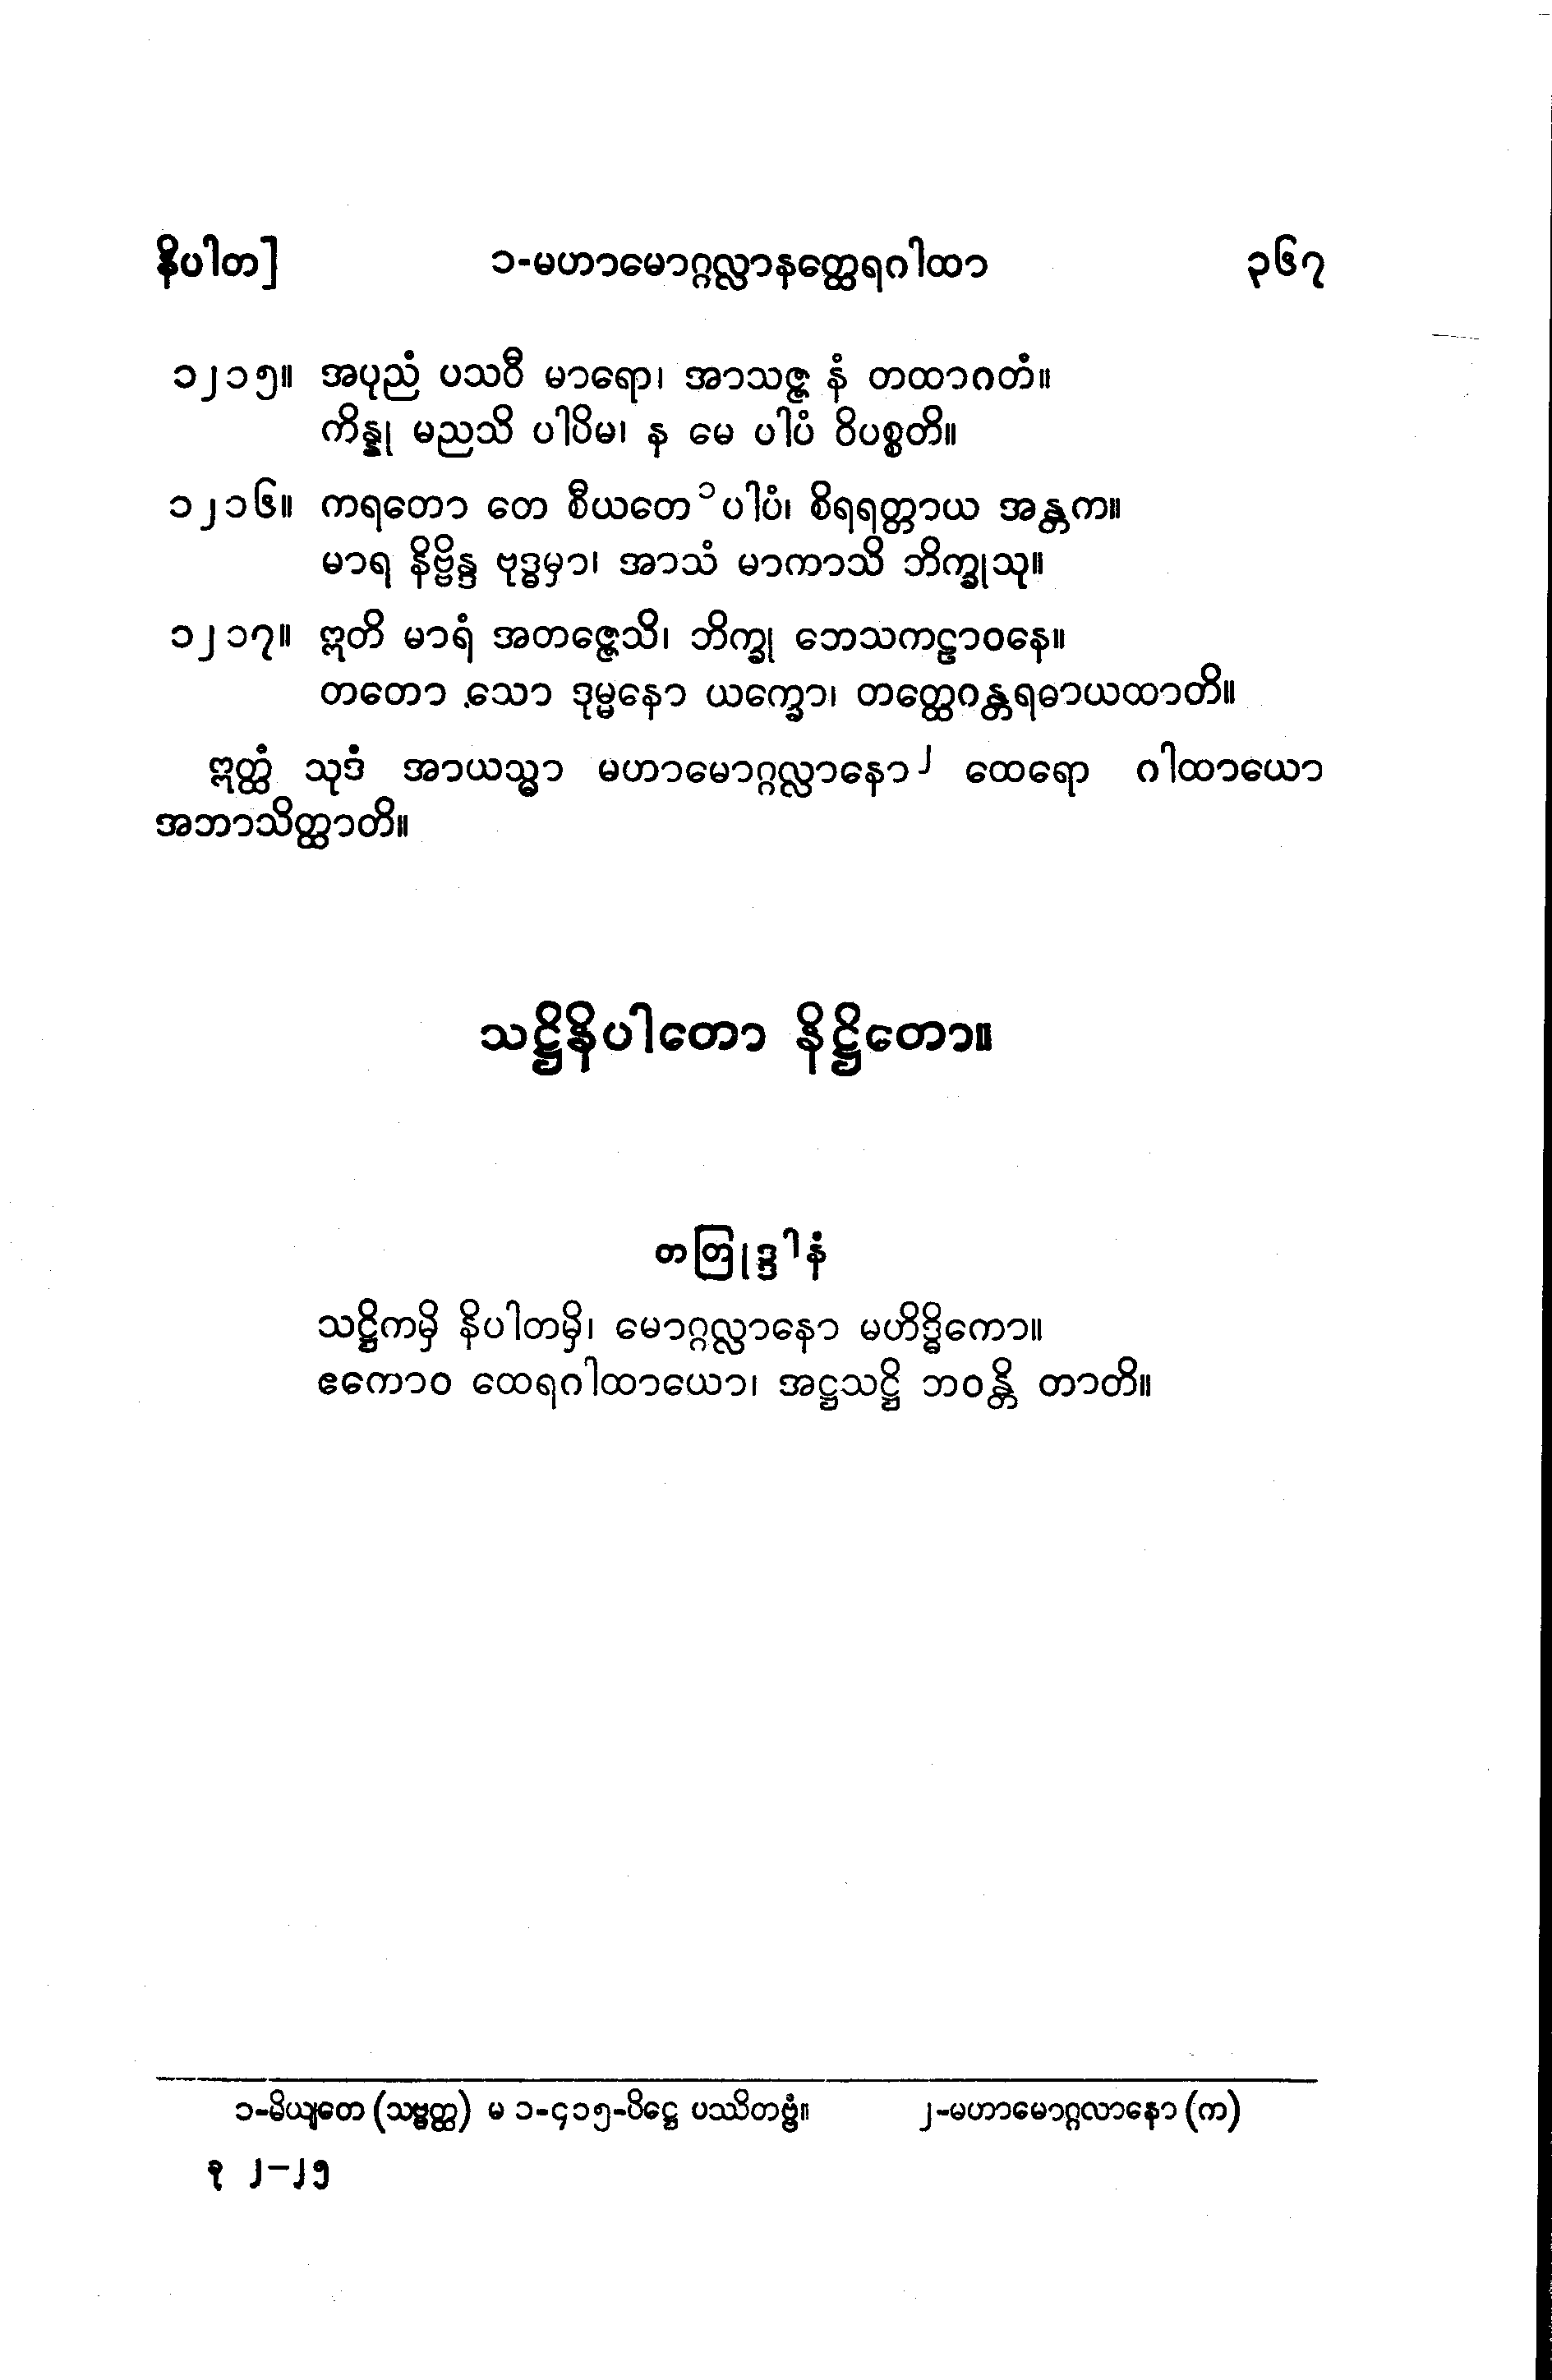 နိပါတ] ၁-မဟာမောဂ္ဂလ္လာနတ္ထေရဂါထာ ၃၆၇
၁၂၁၅။ အပုညံ ပသဝီ မာရော၊ အာသဇ္ဇ နံ တထာဂတံ။
ကိန္နု မညသိ ပါပိမ၊ န မေ ပါပံ ဝိပစ္စတိ။
၁၂၁၆။ ကရတော တေ စီယတေ ၁ ပါပံ၊ စိရရတ္တာယ အန္တက။
မာရ နိဗ္ဗိန္ဒ ဗုဒ္ဓမှာ၊ အာသံ မာကာသိ ဘိက္ခုသု။
၁၂၁၇။ ဣတိ မာရံ အတဇ္ဇေသိ၊ ဘိက္ခု ဘေသကဠာဝနေ။
တတော သော ဒုမ္မနော ယက္ခော၊ တတ္ထေဂန္တရဓာယထာတိ။
ဣတ္ထံ သုဒံ အာယသ္မာ မဟာမောဂ္ဂလ္လာနော ၂ ထေရော ဂါထာယော
အဘာသိတ္ထာတိ။
သဋ္ဌိနိပါတော နိဋ္ဌိတော။
တတြုဒ္ဒါနံ
သဋ္ဌိကမှိ နိပါတမှိ၊ မောဂ္ဂလ္လာနော မဟိဒ္ဓိကော။
ဧကောဝ ထေရဂါထာယော၊ အဋ္ဌသဋ္ဌိ ဘဝန္တိ တာတိ။
၁-မိယျတေ (သဗ္ဗတ္ထ) မ ၁-၄၁၅-ပိဋ္ဌေ ပဿိတဗ္ဗံ။ ၂-မဟာမောဂ္ဂလာနော (က)
ခု ၂-၂၅